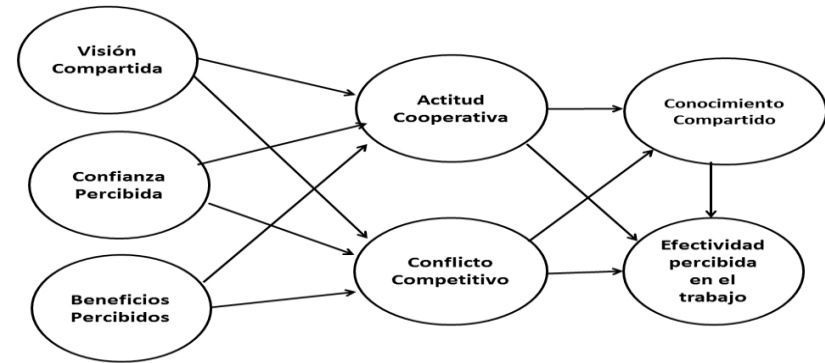 Visión
Compartida
Confianza
Percibida
Beneficios
Percibidos
Actitud
Cooperativa
Conflicto
Competitivo
Conocimiento
Compartido
Efectividad
percibida
en el
trabajo